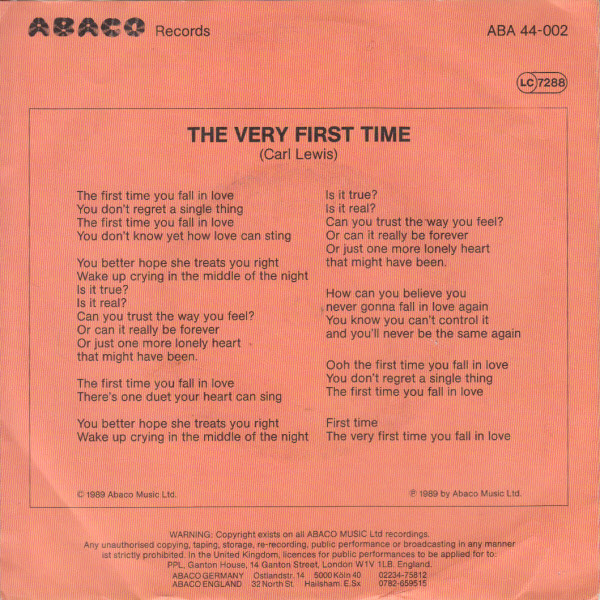 ABACO Records
ABA 44-002
LC 7288
THE VERY FIRST TIME
(Carl Lewis)
The first time you fall in love
You don't regret a single thing
The first time you fall in love
You don't know yet how love can sting
You better hope she treats you right
Wake up crying in the middle of the night
Is it true?
Is it real?
Can you trust the way you feel?
Or can it really be forever
Or just one more lonely heart
that might have been.
The first time you fall in love
There's one duet your heart can sing
You better hope she treats you right
Wake up crying in the middle of the night
Is it true?
Is it real?
Can you trust the way you feel?
Or can it really be forever
Or just one more lonely heart
that might have been.
How can you believe you
never gonna fall in love again
You know you can't control it
and you'll never be the same again
Ooh the first time you fall in love
You don't regret a single thing
The first time you fall in love
First time
The very first time you fall in love
© 1989 Abaco Music Ltd.
℗ 1989 by Abaco Music Ltd.
WARNING: Copyright exists on all ABACO MUSIC Ltd recordings.
Any unauthorised copying, taping, storage, re-recording, public performance or broadcasting in any manner
ist strictly prohibited. In the United Kingdom, licences for public performances to be applied for to:
PPL, Ganton House, 14 Ganton Street, London W1V 1LB. England.
ABACO GERMANY Ostlandstr. 14 5000 Köln 40 02234-75812
ABACO ENGLAND 32 North St. Hailsham. E.Sx 0782-659515